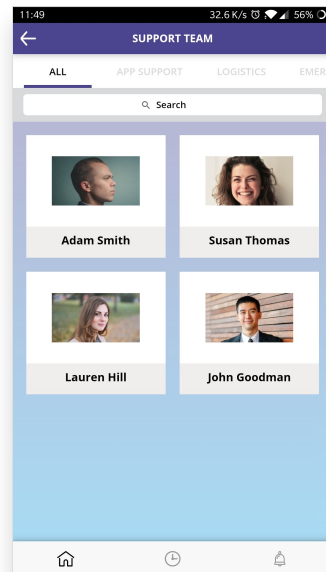 11:49 32.6 K/s 56%
SUPPORT TEAM
ALL APP SUPPORT LOGISTICS EMER
Search
Adam Smith Susan Thomas
Lauren Hill John Goodman